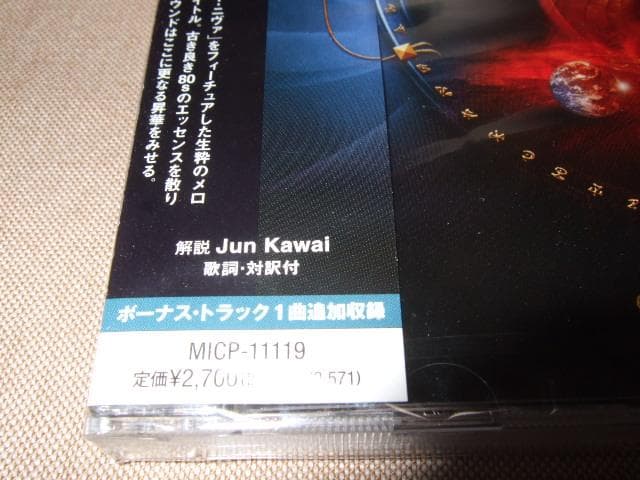 ・ニヴァ」をフィーチュアした生粋のメロ
イトル。古き良き80sのエッセンスを散り
ウンドはここに更なる昇華をみせる。
解説 Jun Kawai
歌詞・対訳付
ボーナス・トラック1曲追加収録
MICP-11119
定価¥2,700 2,571)